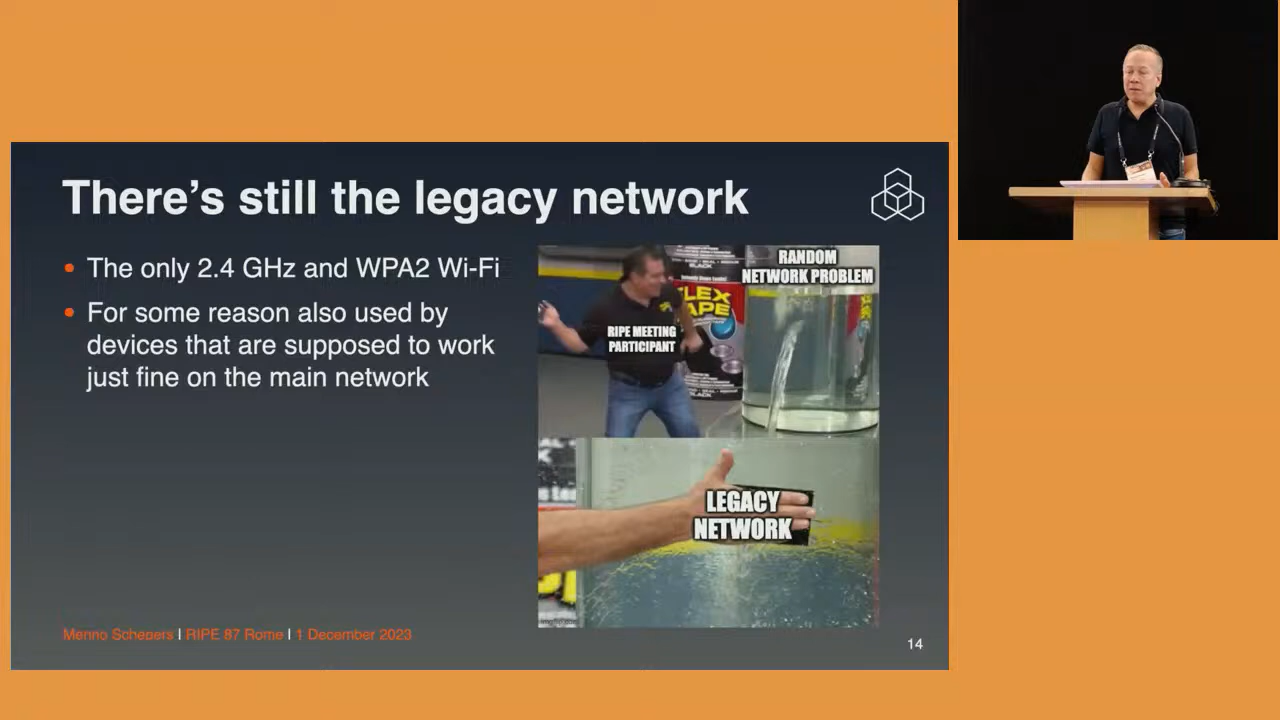 There's still the legacy network
• The only 2.4 GHz and WPA2 Wi-Fi
• For some reason also used by
devices that are supposed to work
just fine on the main network
BLACK
RANDOM
NETWORK PROBLEM
FLEX
TAPE
RIPE MEETING
PARTICIPANT
BLACK
LEGACY
NETWORK
Menno Schepers | RIPE 87 Rome | 1 December 2023
14